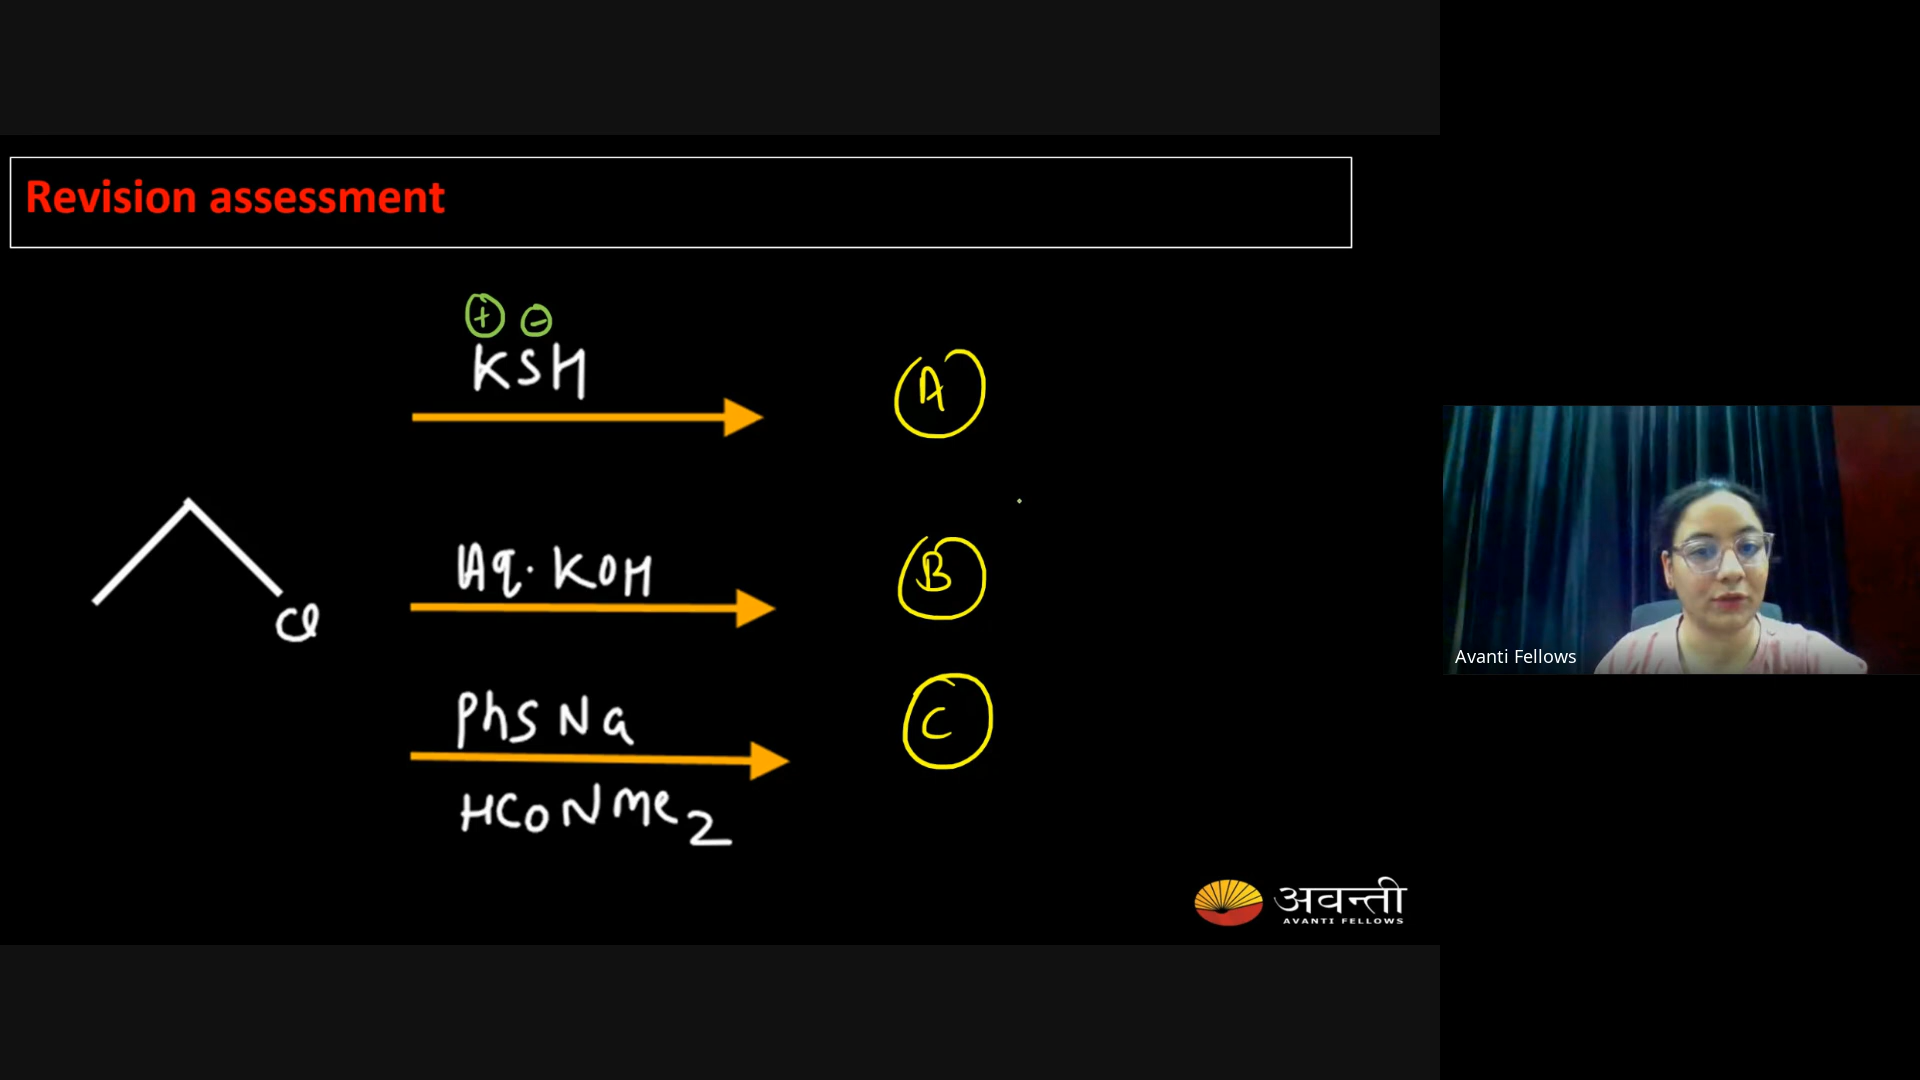 Revision assessment
+ -
KSH
A
Aq. KOH
B
Cl
PhSNa
C
HCONMe2
Avanti Fellows
अवन्ती
AVANTI FELLOWS